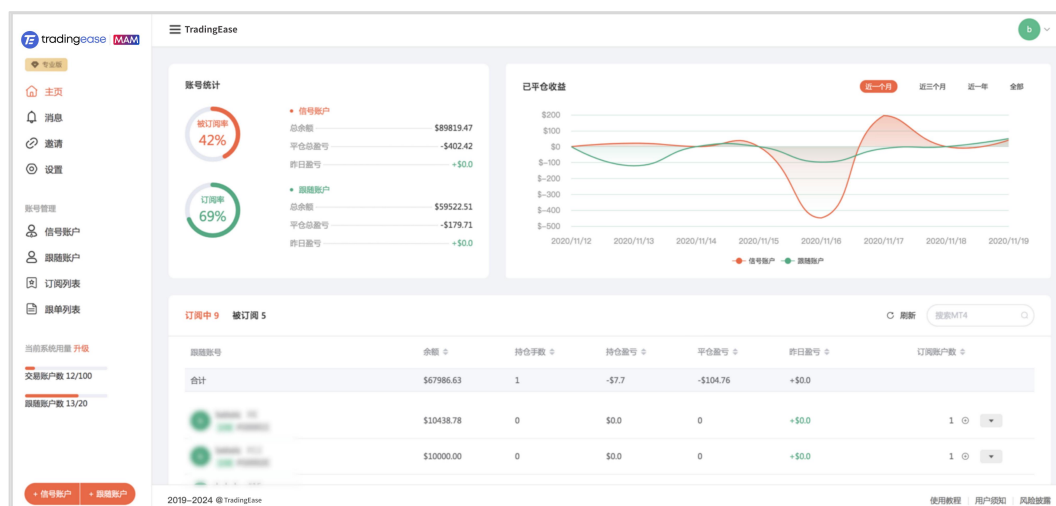 tradingease MAM
专业版
主页
消息
邀请
设置
账号管理
信号账户
跟随账户
订阅列表
跟单列表
当前系统用量 升级
交易账户数 12/100
跟随账户数 13/20
+ 信号账户 + 跟随账户
TradingEase
b
账号统计
被订阅率
42%
信号账户
总余额 $89819.47
平仓总盈亏 -$402.42
昨日盈亏 +$0.0
订阅率
69%
跟随账户
总余额 $59522.51
平仓总盈亏 -$179.71
昨日盈亏 +$0.0
已平仓收益
近一个月 近三个月 近一年 全部
$200
$100
$0
$-100
$-200
$-300
$-400
$-500
2020/11/12 2020/11/13 2020/11/14 2020/11/15 2020/11/16 2020/11/17 2020/11/18 2020/11/19
信号账户 跟随账户
订阅中 9 被订阅 5
刷新 搜索MT4
跟随账号 余额 持仓手数 持仓盈亏 平仓盈亏 昨日盈亏 订阅账户数
合计 $67986.63 1 -$7.7 -$104.76 +$0.0
$10438.78 0 $0.0 0 +$0.0 1
$10000.00 0 $0.0 0 +$0.0 1
2019-2024 @TradingEase
使用教程 用户须知 风险披露